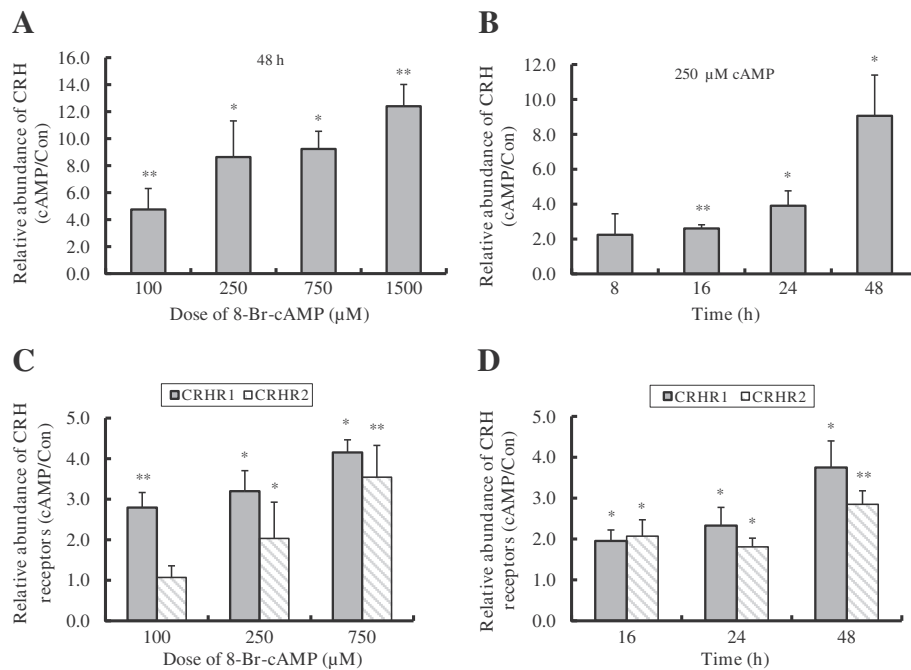 A
48 h
Relative abundance of CRH
(cAMP/Con)
16.0
14.0
12.0
10.0
8.0
6.0
4.0
2.0
0.0
**
*
*
**
100 250 750 1500
Dose of 8-Br-cAMP (µM)
B
250 µM cAMP
Relative abundance of CRH
(cAMP/Con)
12.0
10.0
8.0
6.0
4.0
2.0
0.0
**
*
*
8 16 24 48
Time (h)
C
CRHR1 CRHR2
Relative abundance of CRH
receptors (cAMP/Con)
5.0
4.0
3.0
2.0
1.0
0.0
**
*
*
*
**
100 250 750
Dose of 8-Br-cAMP (µM)
D
CRHR1 CRHR2
Relative abundance of CRH
receptors (cAMP/Con)
5.0
4.0
3.0
2.0
1.0
0.0
*
*
*
*
*
**
16 24 48
Time (h)